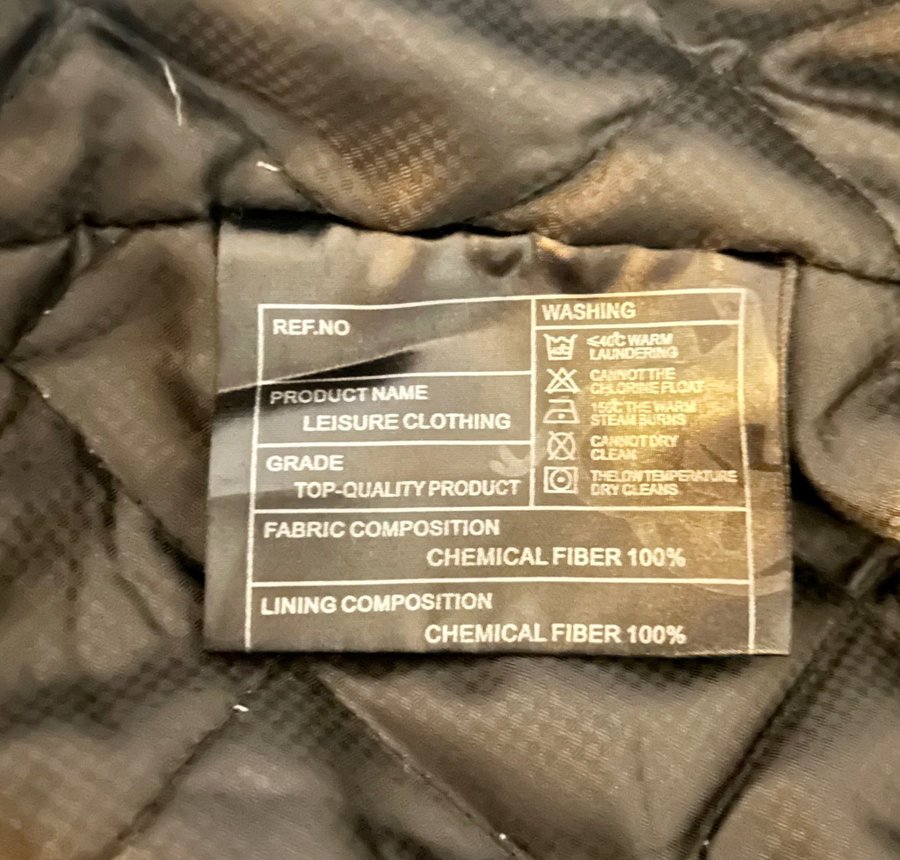 REF.NO
PRODUCT NAME
LEISURE CLOTHING
GRADE
TOP-QUALITY PRODUCT
WASHING
40C
≤40℃ WARM
LAUNDERING
CANNOT THE
CHLORINE FLOAT
150℃ THE WARM
STEAM BURNS
CANNOT DRY
CLEAN
THE LOW TEMPERATURE
DRY CLEANS
FABRIC COMPOSITION
CHEMICAL FIBER 100%
LINING COMPOSITION
CHEMICAL FIBER 100%